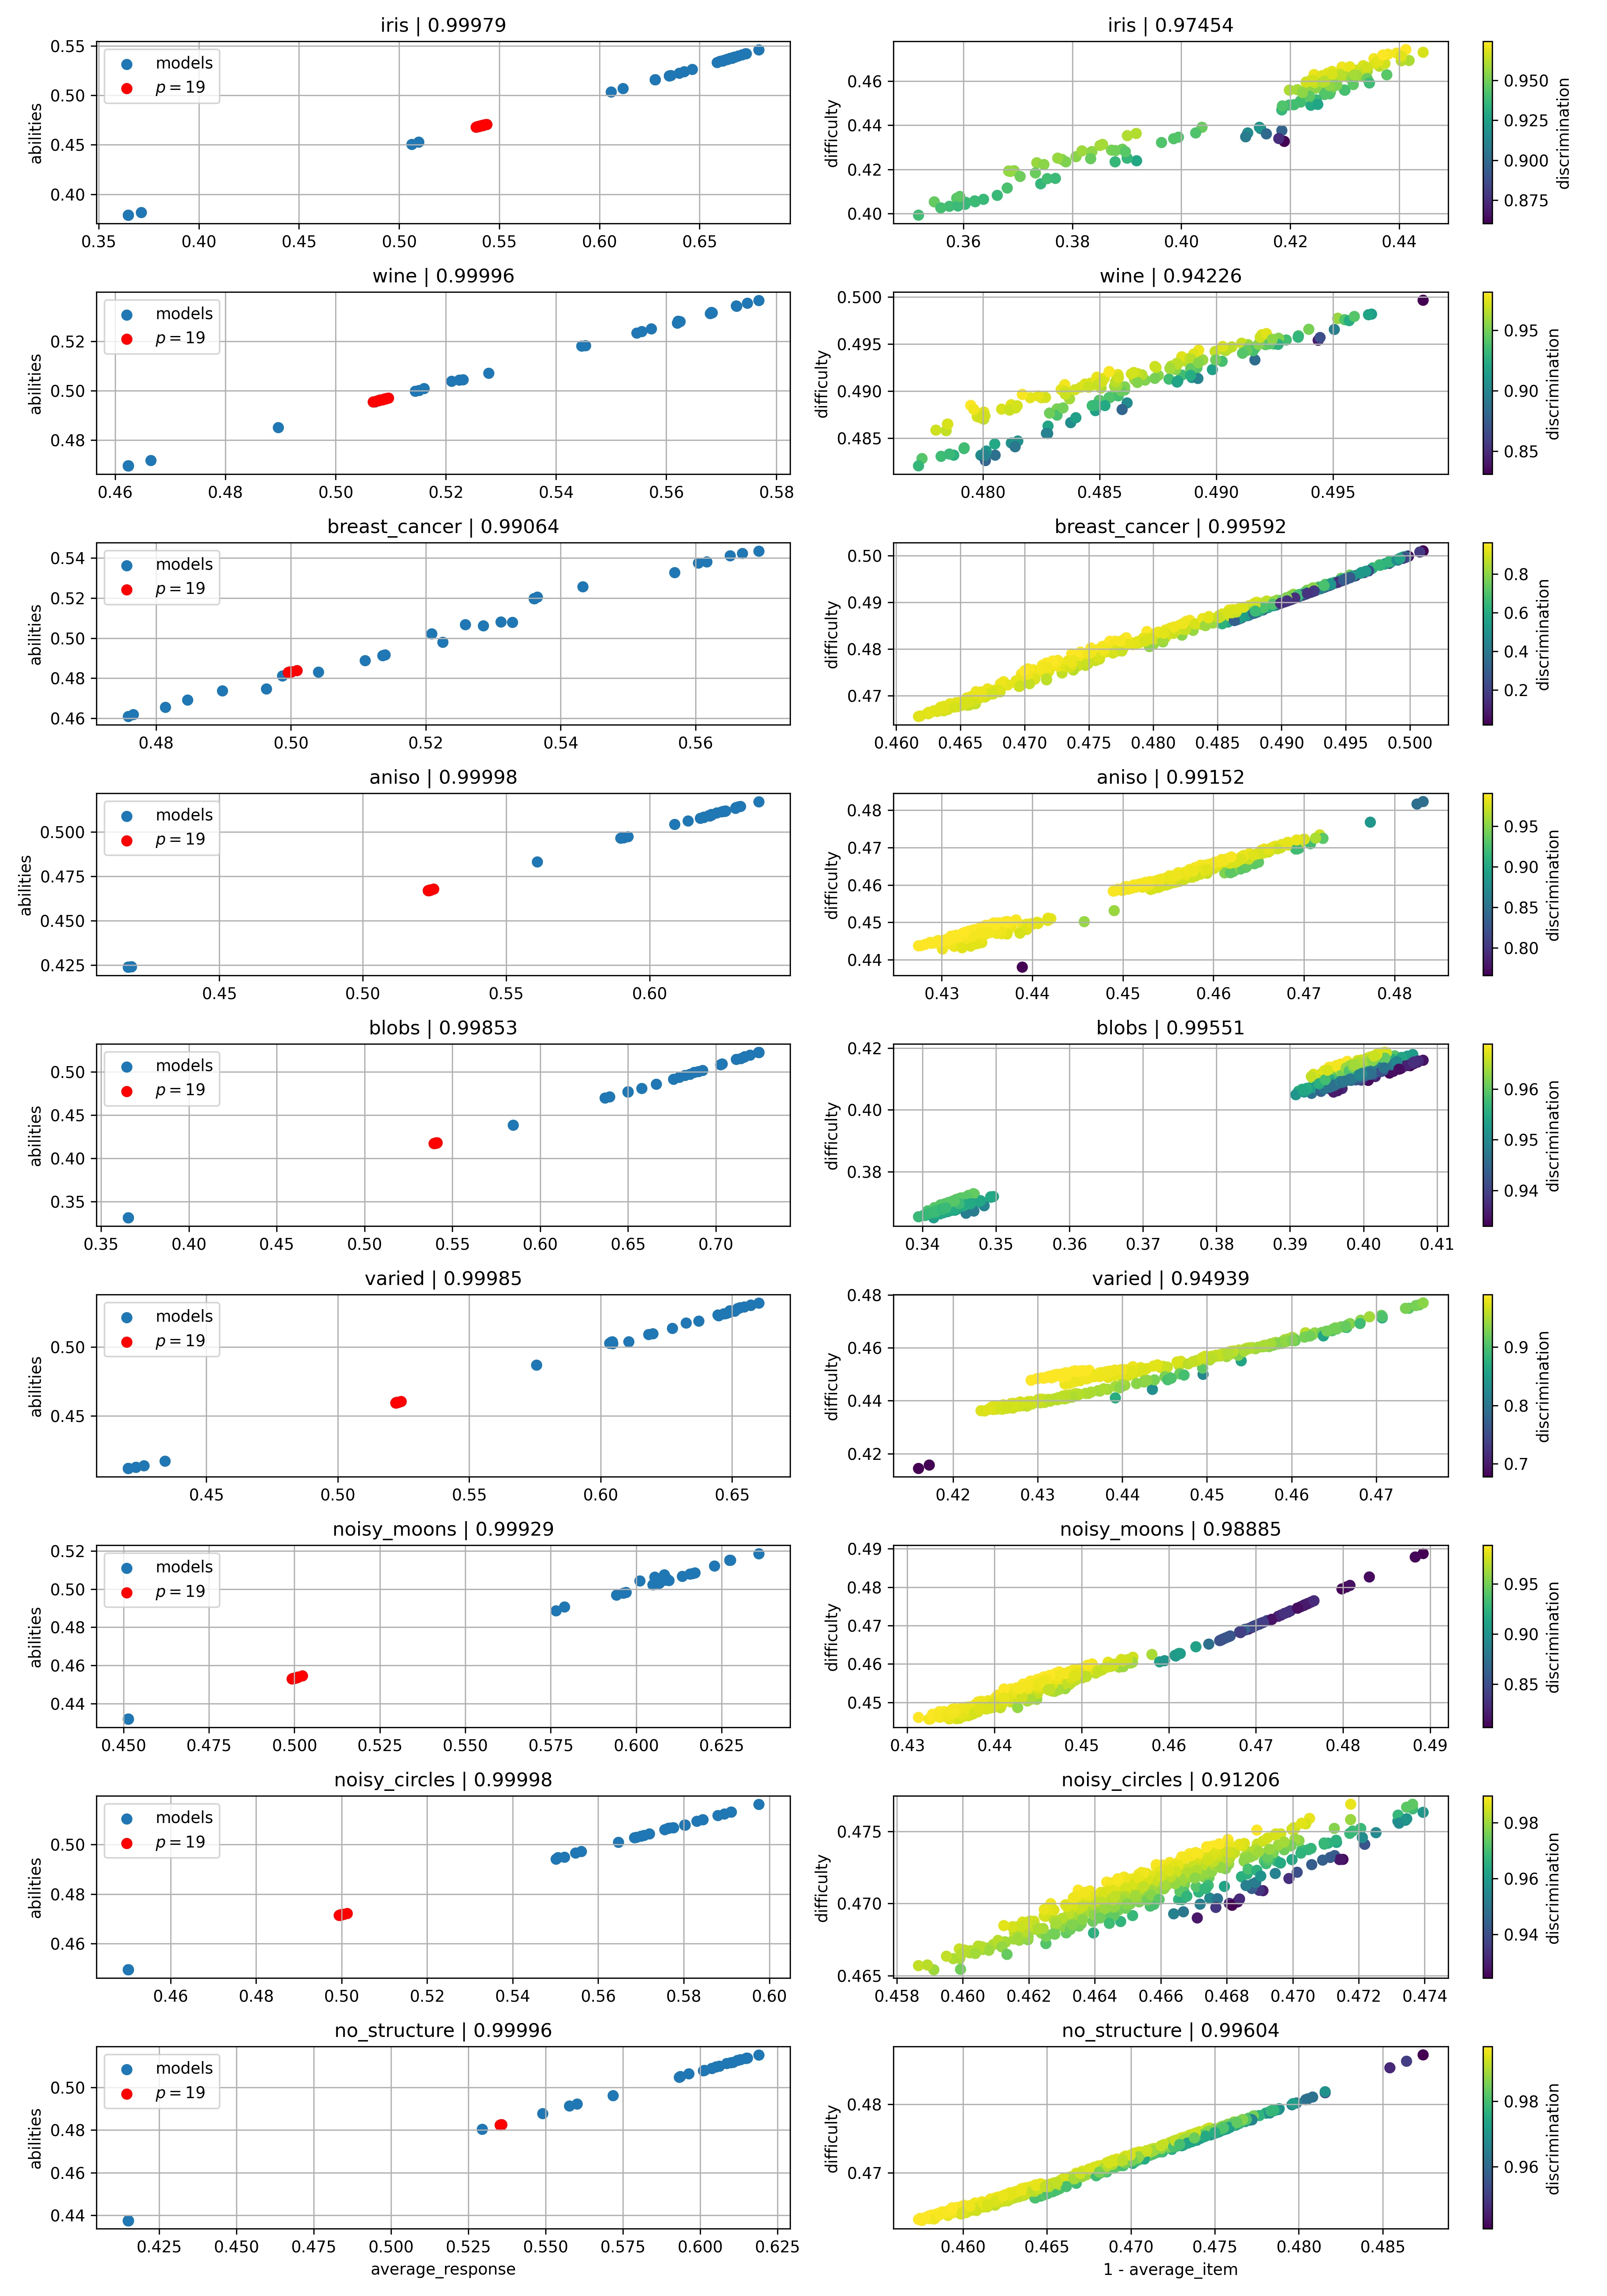 iris | 0.99979
abilities
0.55
0.50
0.45
0.40
models
p = 19
0.35 0.40 0.45 0.50 0.55 0.60 0.65
iris | 0.97454
difficulty
0.46
0.44
0.42
0.40
0.36 0.38 0.40 0.42 0.44
0.950
0.925
0.900
0.875
discrimination
wine | 0.99996
abilities
0.52
0.50
0.48
models
p = 19
0.46 0.48 0.50 0.52 0.54 0.56 0.58
wine | 0.94226
difficulty
0.500
0.495
0.490
0.485
0.480 0.485 0.490 0.495
0.95
0.90
0.85
discrimination
breast_cancer | 0.99064
abilities
0.54
0.52
0.50
0.48
0.46
models
p = 19
0.48 0.50 0.52 0.54 0.56
breast_cancer | 0.99592
difficulty
0.50
0.49
0.48
0.47
0.460 0.465 0.470 0.475 0.480 0.485 0.490 0.495 0.500
0.8
0.6
0.4
0.2
discrimination
aniso | 0.99998
abilities
0.500
0.475
0.450
0.425
models
p = 19
0.45 0.50 0.55 0.60
aniso | 0.99152
difficulty
0.48
0.47
0.46
0.45
0.44
0.43 0.44 0.45 0.46 0.47 0.48
0.95
0.90
0.85
0.80
discrimination
blobs | 0.99853
abilities
0.50
0.45
0.40
0.35
models
p = 19
0.35 0.40 0.45 0.50 0.55 0.60 0.65 0.70
blobs | 0.99551
difficulty
0.42
0.40
0.38
0.34 0.35 0.36 0.37 0.38 0.39 0.40 0.41
0.96
0.95
0.94
discrimination
varied | 0.99985
abilities
0.50
0.45
models
p = 19
0.45 0.50 0.55 0.60 0.65
varied | 0.94939
difficulty
0.48
0.46
0.44
0.42
0.42 0.43 0.44 0.45 0.46 0.47
0.9
0.8
0.7
discrimination
noisy_moons | 0.99929
abilities
0.52
0.50
0.48
0.46
0.44
models
p = 19
0.450 0.475 0.500 0.525 0.550 0.575 0.600 0.625
noisy_moons | 0.98885
difficulty
0.49
0.48
0.47
0.46
0.45
0.43 0.44 0.45 0.46 0.47 0.48 0.49
0.95
0.90
0.85
discrimination
noisy_circles | 0.99998
abilities
0.50
0.48
0.46
models
p = 19
0.46 0.48 0.50 0.52 0.54 0.56 0.58 0.60
noisy_circles | 0.91206
difficulty
0.475
0.470
0.465
0.458 0.460 0.462 0.464 0.466 0.468 0.470 0.472 0.474
0.98
0.96
0.94
discrimination
no_structure | 0.99996
abilities
0.50
0.48
0.46
0.44
models
p = 19
0.425 0.450 0.475 0.500 0.525 0.550 0.575 0.600 0.625
average_response
no_structure | 0.99604
difficulty
0.48
0.47
0.460 0.465 0.470 0.475 0.480 0.485
1 - average_item
0.98
0.96
discrimination